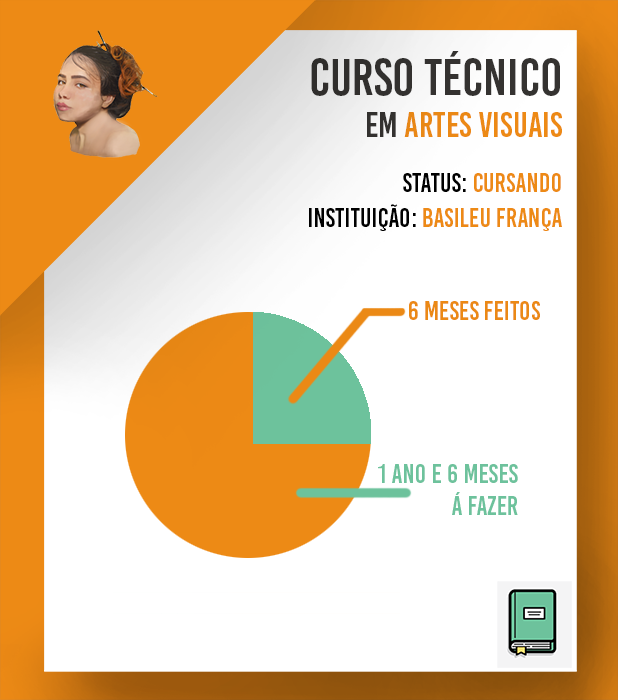 CURSO TÉCNICO
EM ARTES VISUAIS
STATUS: CURSANDO
INSTITUIÇÃO: BASILEU FRANÇA
6 MESES FEITOS
1 ANO E 6 MESES
Á FAZER